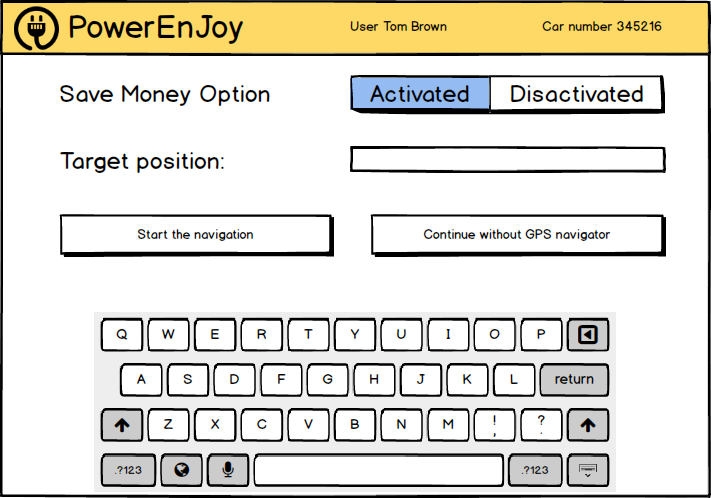 PowerEnJoy User Tom Brown Car number 345216
Save Money Option Activated Disactivated
Target position:
Start the navigation Continue without GPS navigator
Q W E R T Y U I O P
A S D F G H J K L return
Z X C V B N M ! , ? .
.?123 .?123